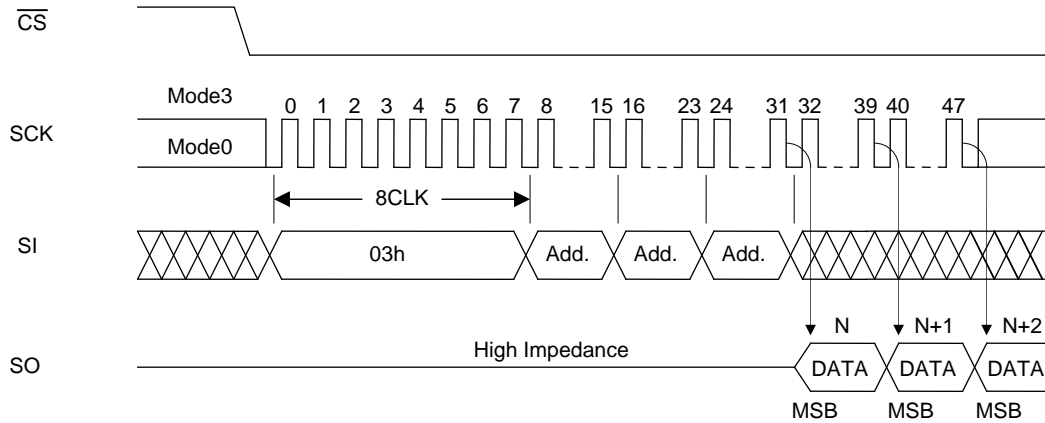 CS
Mode3
0 1 2 3 4 5 6 7 8 15 16 23 24 31 32 39 40 47
SCK
Mode0
8CLK
SI
03h Add. Add. Add.
N N+1 N+2
High Impedance
SO
DATA DATA DATA
MSB MSB MSB